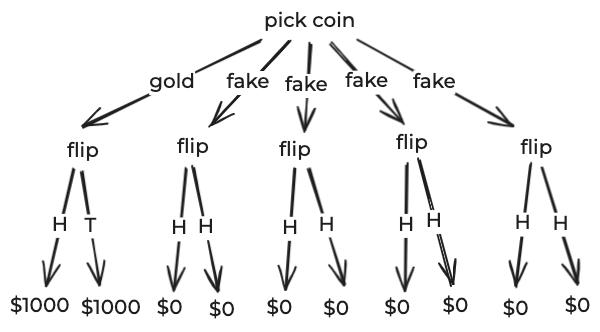 pick coin
gold fake fake fake fake
flip flip flip flip flip
H T H H H H H H H H
$1000 $1000 $0 $0 $0 $0 $0 $0 $0 $0